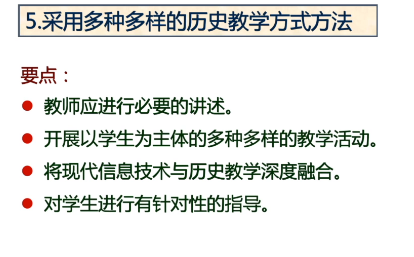 5.采用多种多样的历史教学方式方法
要点：
● 教师应进行必要的讲述。
● 开展以学生为主体的多种多样的教学活动。
● 将现代信息技术与历史教学深度融合。
● 对学生进行有针对性的指导。